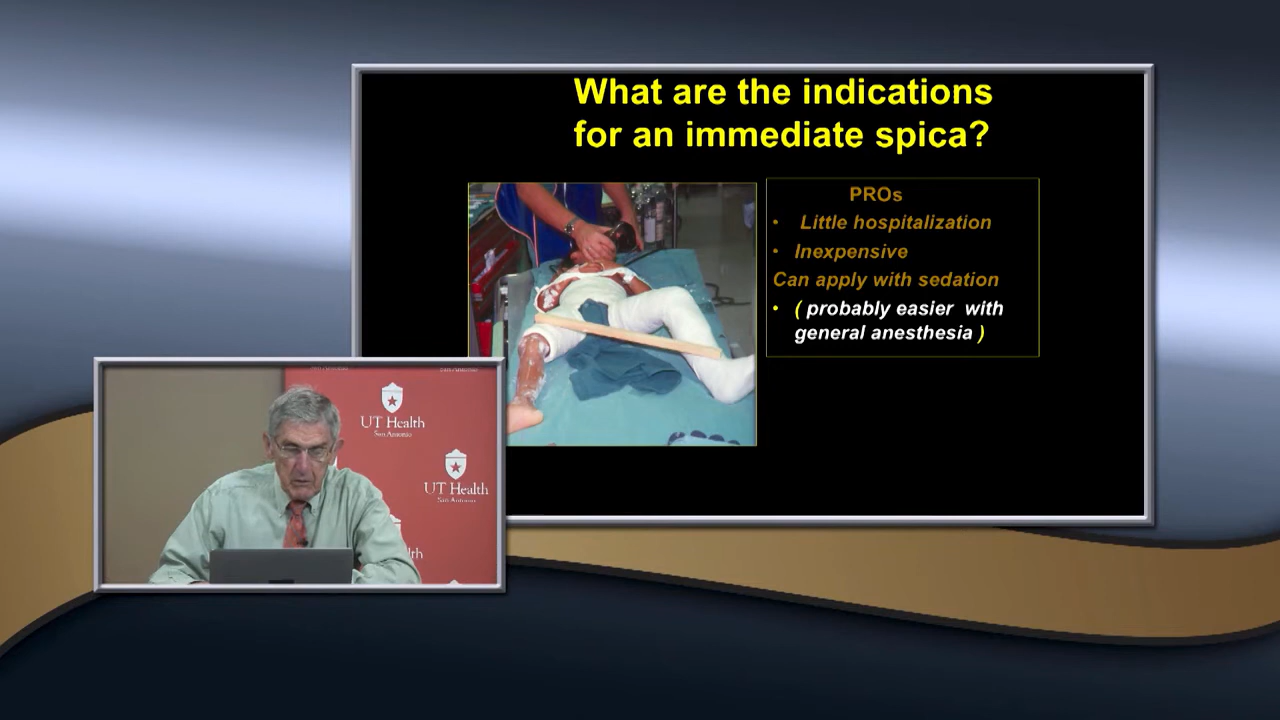 What are the indications
for an immediate spica?
PROs
• Little hospitalization
• Inexpensive
Can apply with sedation
• ( probably easier with
general anesthesia )
UT Health
San Antonio
UT Health
San Antonio